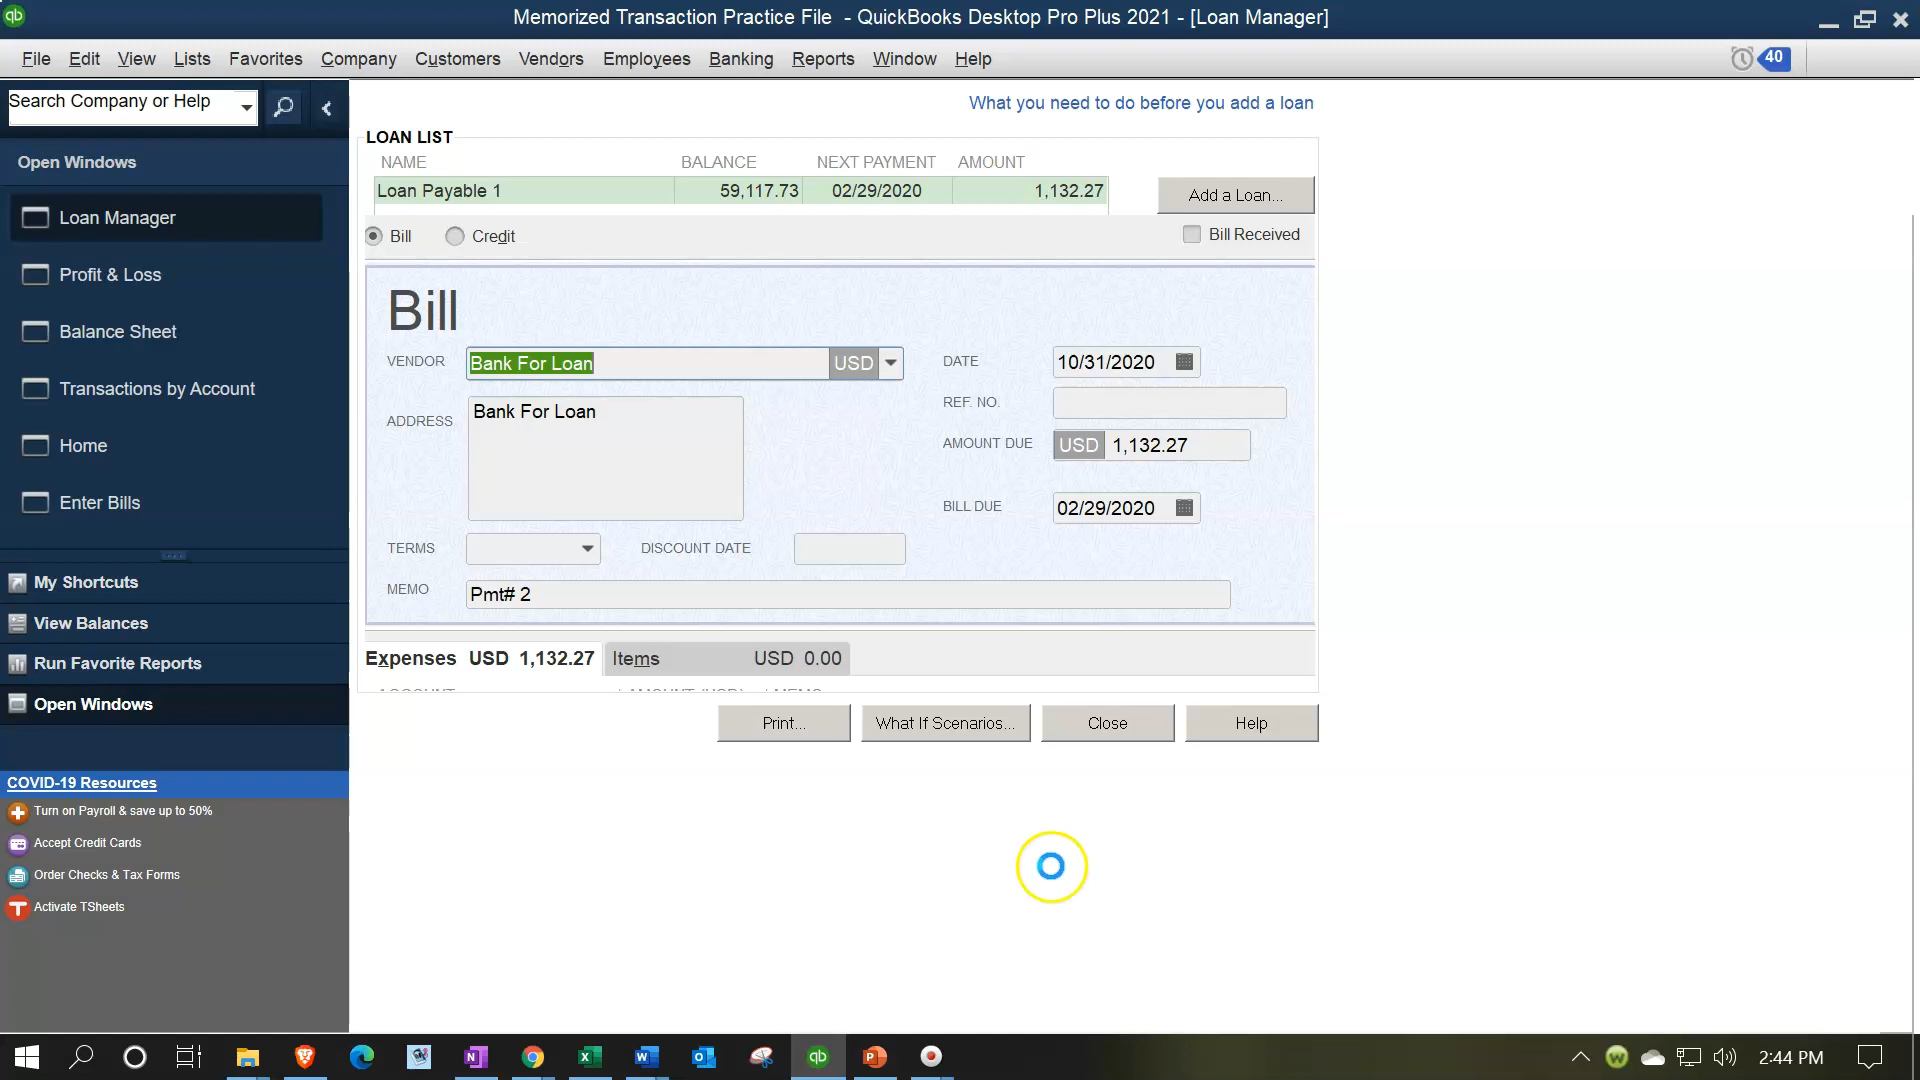 qb
Memorized Transaction Practice File - QuickBooks Desktop Pro Plus 2021 - [Loan Manager]
File Edit View Lists Favorites Company Customers Vendors Employees Banking Reports Window Help
40
Search Company or Help
What you need to do before you add a loan
Open Windows
Loan Manager
Profit & Loss
Balance Sheet
Transactions by Account
Home
Enter Bills
My Shortcuts
View Balances
Run Favorite Reports
Open Windows
COVID-19 Resources
Turn on Payroll & save up to 50%
Accept Credit Cards
Order Checks & Tax Forms
Activate TSheets
LOAN LIST
NAME BALANCE NEXT PAYMENT AMOUNT
Loan Payable 1 59,117.73 02/29/2020 1,132.27
Add a Loan...
Bill Credit Bill Received
Bill
VENDOR Bank For Loan USD DATE 10/31/2020
ADDRESS Bank For Loan REF. NO.
AMOUNT DUE USD 1,132.27
BILL DUE 02/29/2020
TERMS DISCOUNT DATE
MEMO Pmt# 2
Expenses USD 1,132.27 Items USD 0.00
Print... What If Scenarios... Close Help
2:44 PM